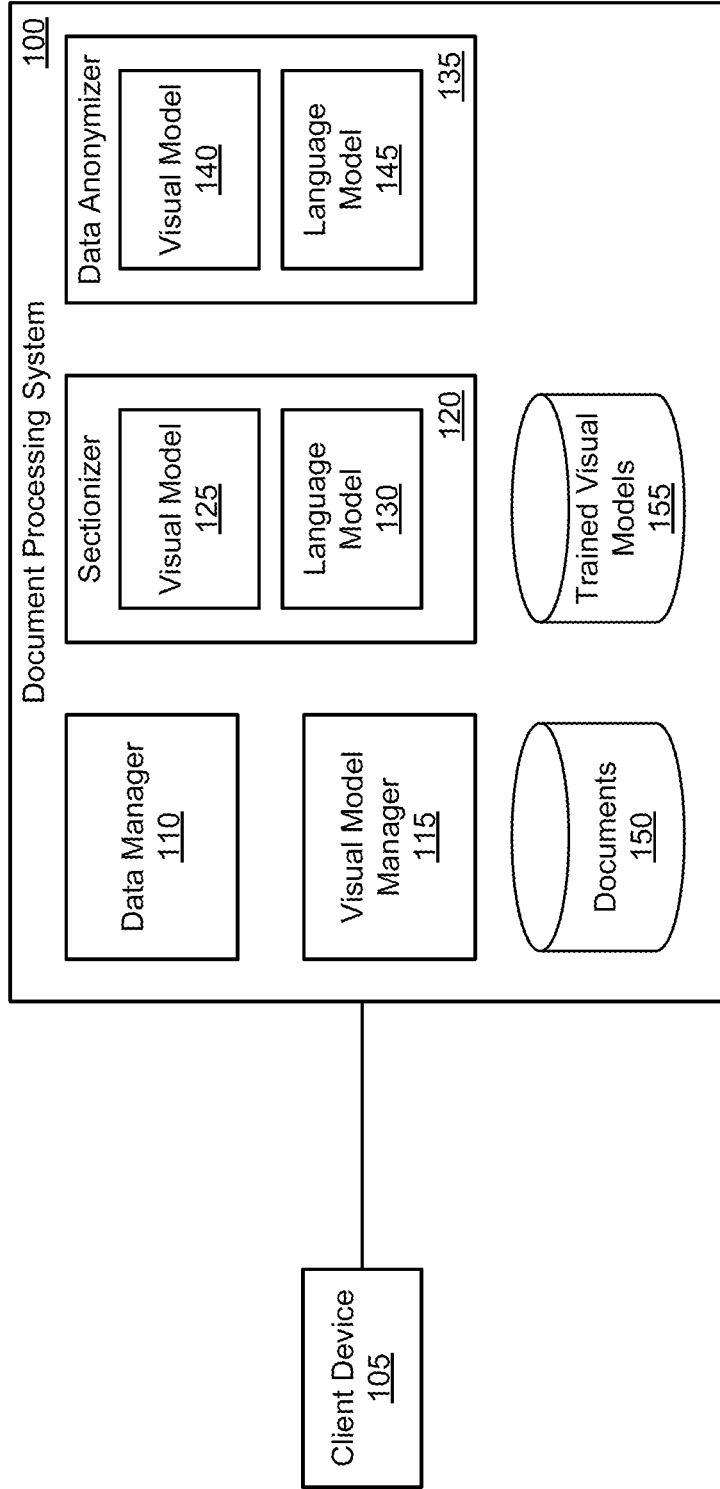 Document Processing System
100
Client Device
105
Data Manager
110
Visual Model
Manager
115
Documents
150
Sectionizer
Visual Model
125
Language
Model
130
120
Trained Visual
Models
155
Data Anonymizer
Visual Model
140
Language
Model
145
135